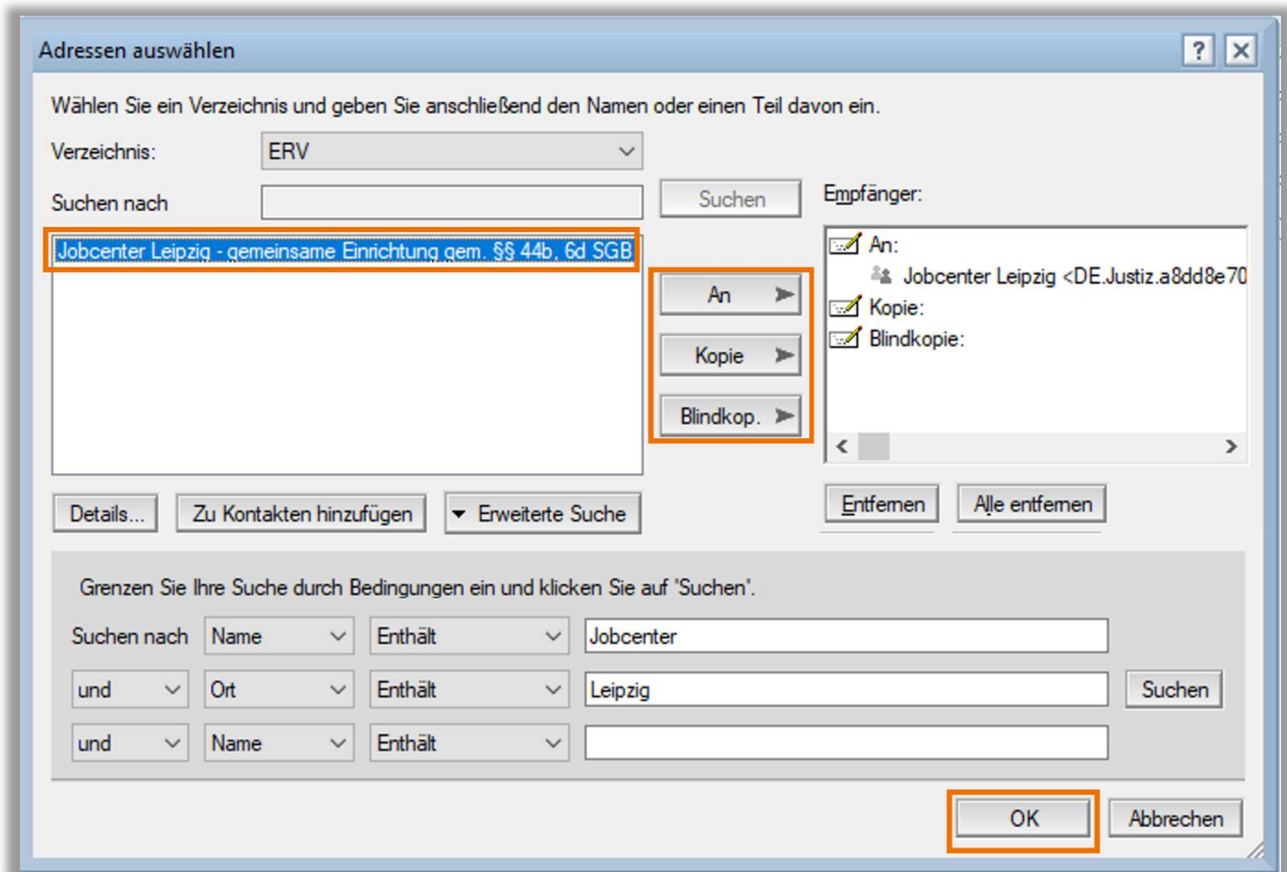 Adressen auswählen
Wählen Sie ein Verzeichnis und geben Sie anschließend den Namen oder einen Teil davon ein.
Verzeichnis: ERV
Suchen nach Suchen Empfänger:
Jobcenter Leipzig - gemeinsame Einrichtung gem. §§ 44b, 6d SGB
An:
An Jobcenter Leipzig <DE.Justiz.a8dd8e70
Kopie:
Kopie Blindkopie:
Blindkop.
Details... Zu Kontakten hinzufügen Erweiterte Suche Entfernen Alle entfernen
Grenzen Sie Ihre Suche durch Bedingungen ein und klicken Sie auf 'Suchen'.
Suchen nach Name Enthält Jobcenter
und Ort Enthält Leipzig Suchen
und Name Enthält
OK Abbrechen